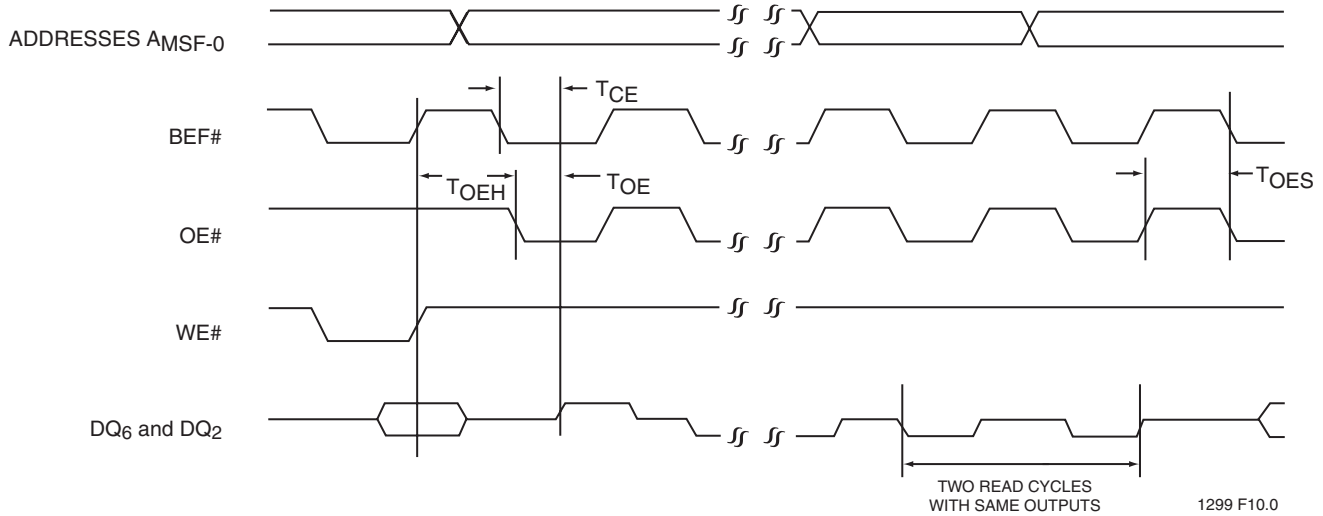 ADDRESSES AMSF-0
TCE
BEF#
TOEH
TOE
TOES
OE#
WE#
DQ6 and DQ2
TWO READ CYCLES
WITH SAME OUTPUTS
1299 F10.0